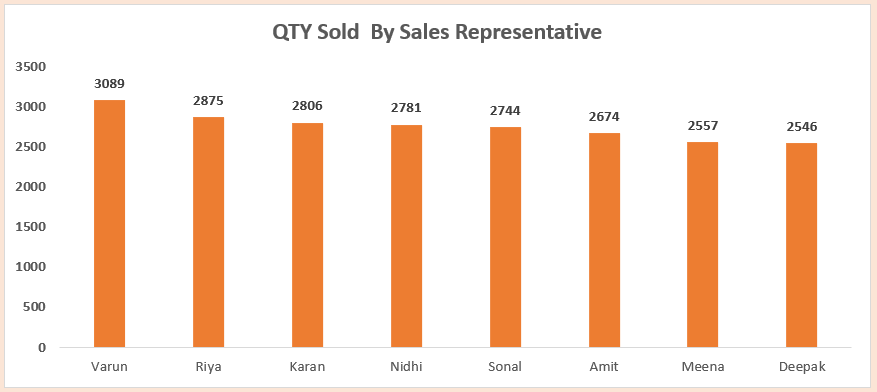 QTY Sold  By Sales Representative
3500
3000
2500
2000
1500
1000
500
0
3089
2875
2806
2781
2744
2674
2557
2546
Varun
Riya
Karan
Nidhi
Sonal
Amit
Meena
Deepak